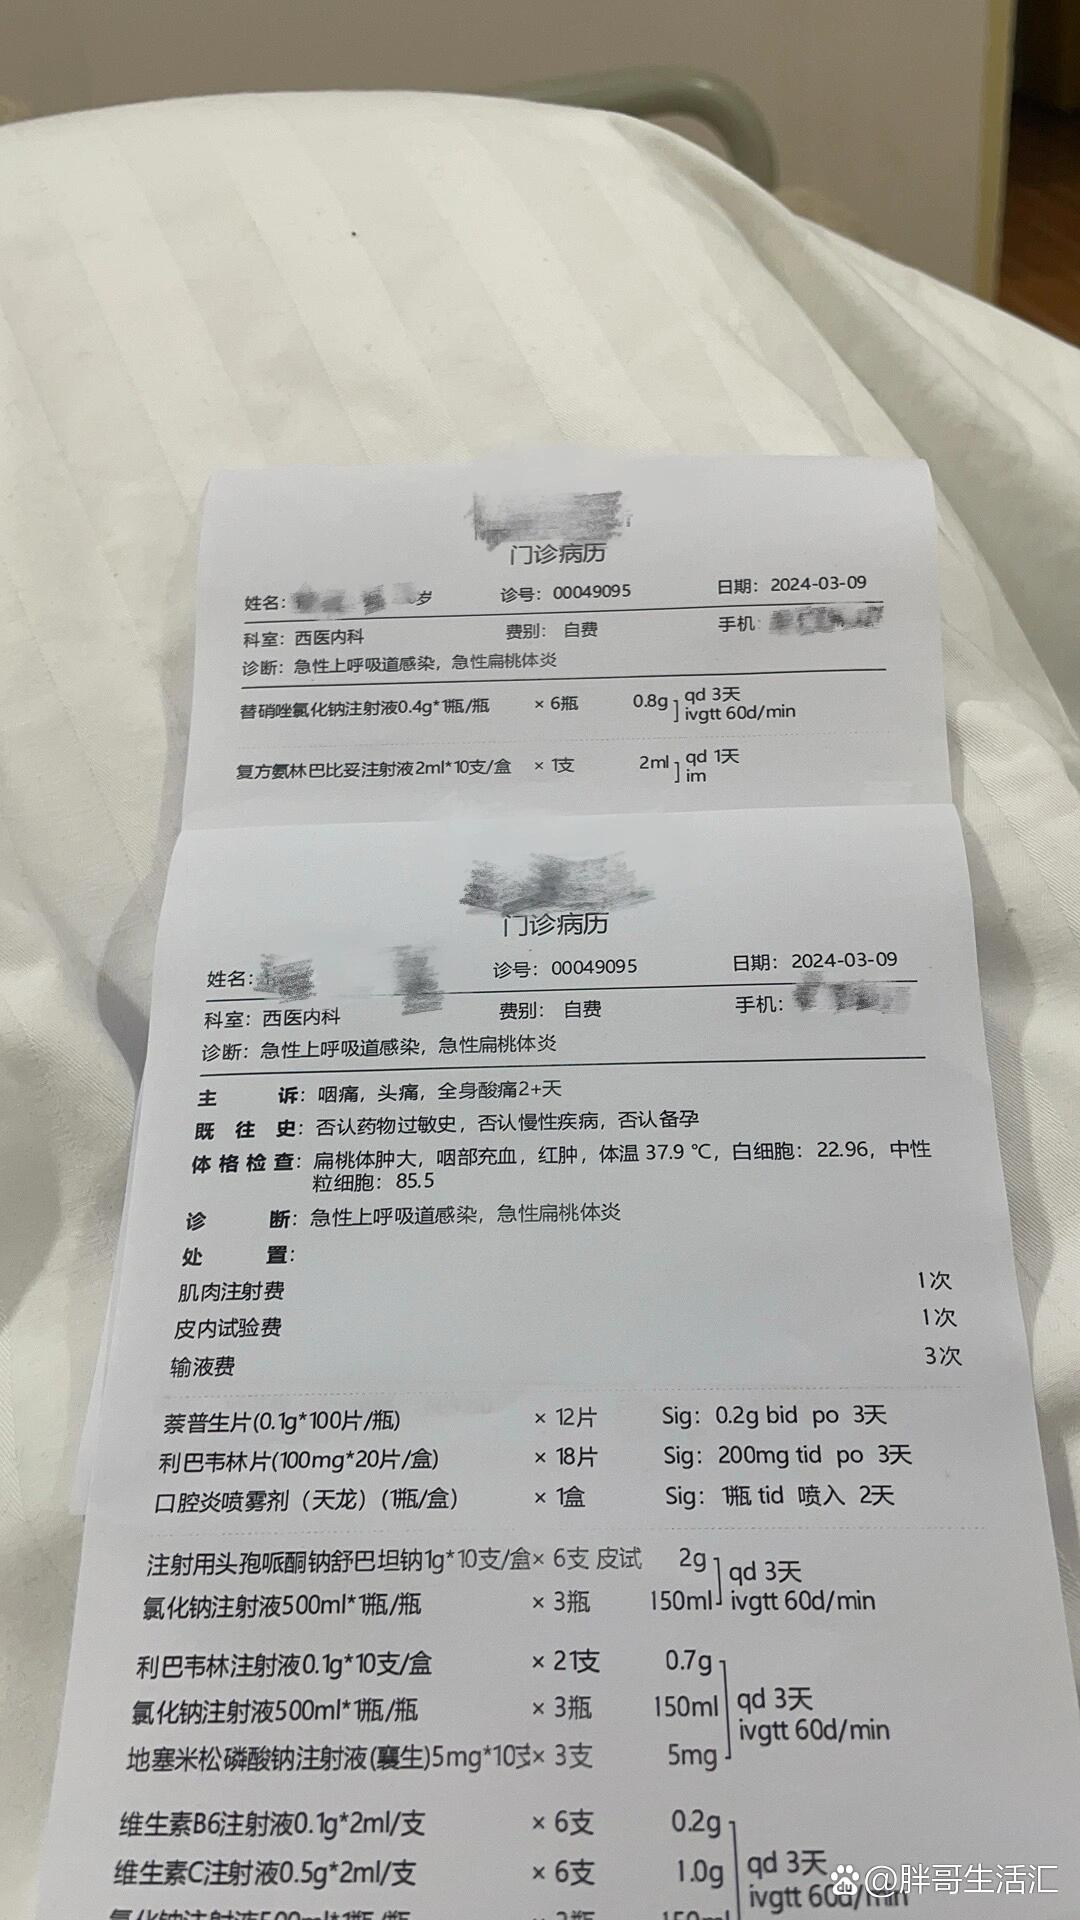 门诊病历
姓名: 岁 诊号: 00049095 日期: 2024-03-09
科室: 西医内科 费别: 自费 手机:
诊断: 急性上呼吸道感染, 急性扁桃体炎
替硝唑氯化钠注射液0.4g*1瓶/瓶 × 6瓶 0.8g qd 3天
ivgtt 60d/min
复方氨林巴比妥注射液2ml*10支/盒 × 1支 2ml qd 1天
im
门诊病历
姓名: 诊号: 00049095 日期: 2024-03-09
科室: 西医内科 费别: 自费 手机:
诊断: 急性上呼吸道感染, 急性扁桃体炎
主诉: 咽痛, 头痛, 全身酸痛2+天
既往史: 否认药物过敏史, 否认慢性疾病, 否认备孕
体格检查: 扁桃体肿大, 咽部充血, 红肿, 体温 37.9 ℃, 白细胞: 22.96, 中性
粒细胞: 85.5
诊断: 急性上呼吸道感染, 急性扁桃体炎
处置:
肌肉注射费 1次
皮内试验费 1次
输液费 3次
萘普生片(0.1g*100片/瓶) × 12片 Sig: 0.2g bid po 3天
利巴韦林片(100mg*20片/盒) × 18片 Sig: 200mg tid po 3天
口腔炎喷雾剂（天龙）(1瓶/盒) × 1盒 Sig: 1瓶 tid 喷入 2天
注射用头孢哌酮钠舒巴坦钠1g*10支/盒× 6支 皮试 2g qd 3天
氯化钠注射液500ml*1瓶/瓶 × 3瓶 150ml ivgtt 60d/min
利巴韦林注射液0.1g*10支/盒 × 21支 0.7g
氯化钠注射液500ml*1瓶/瓶 × 3瓶 150ml qd 3天
ivgtt 60d/min
地塞米松磷酸钠注射液(襄生)5mg*10支× 3支 5mg
维生素B6注射液0.1g*2ml/支 × 6支 0.2g
维生素C注射液0.5g*2ml/支 × 6支 1.0g qd 3天
ivgtt 60d/min
氯化钠注射液500ml*1瓶/瓶 × 3瓶 150ml
du @胖哥生活汇